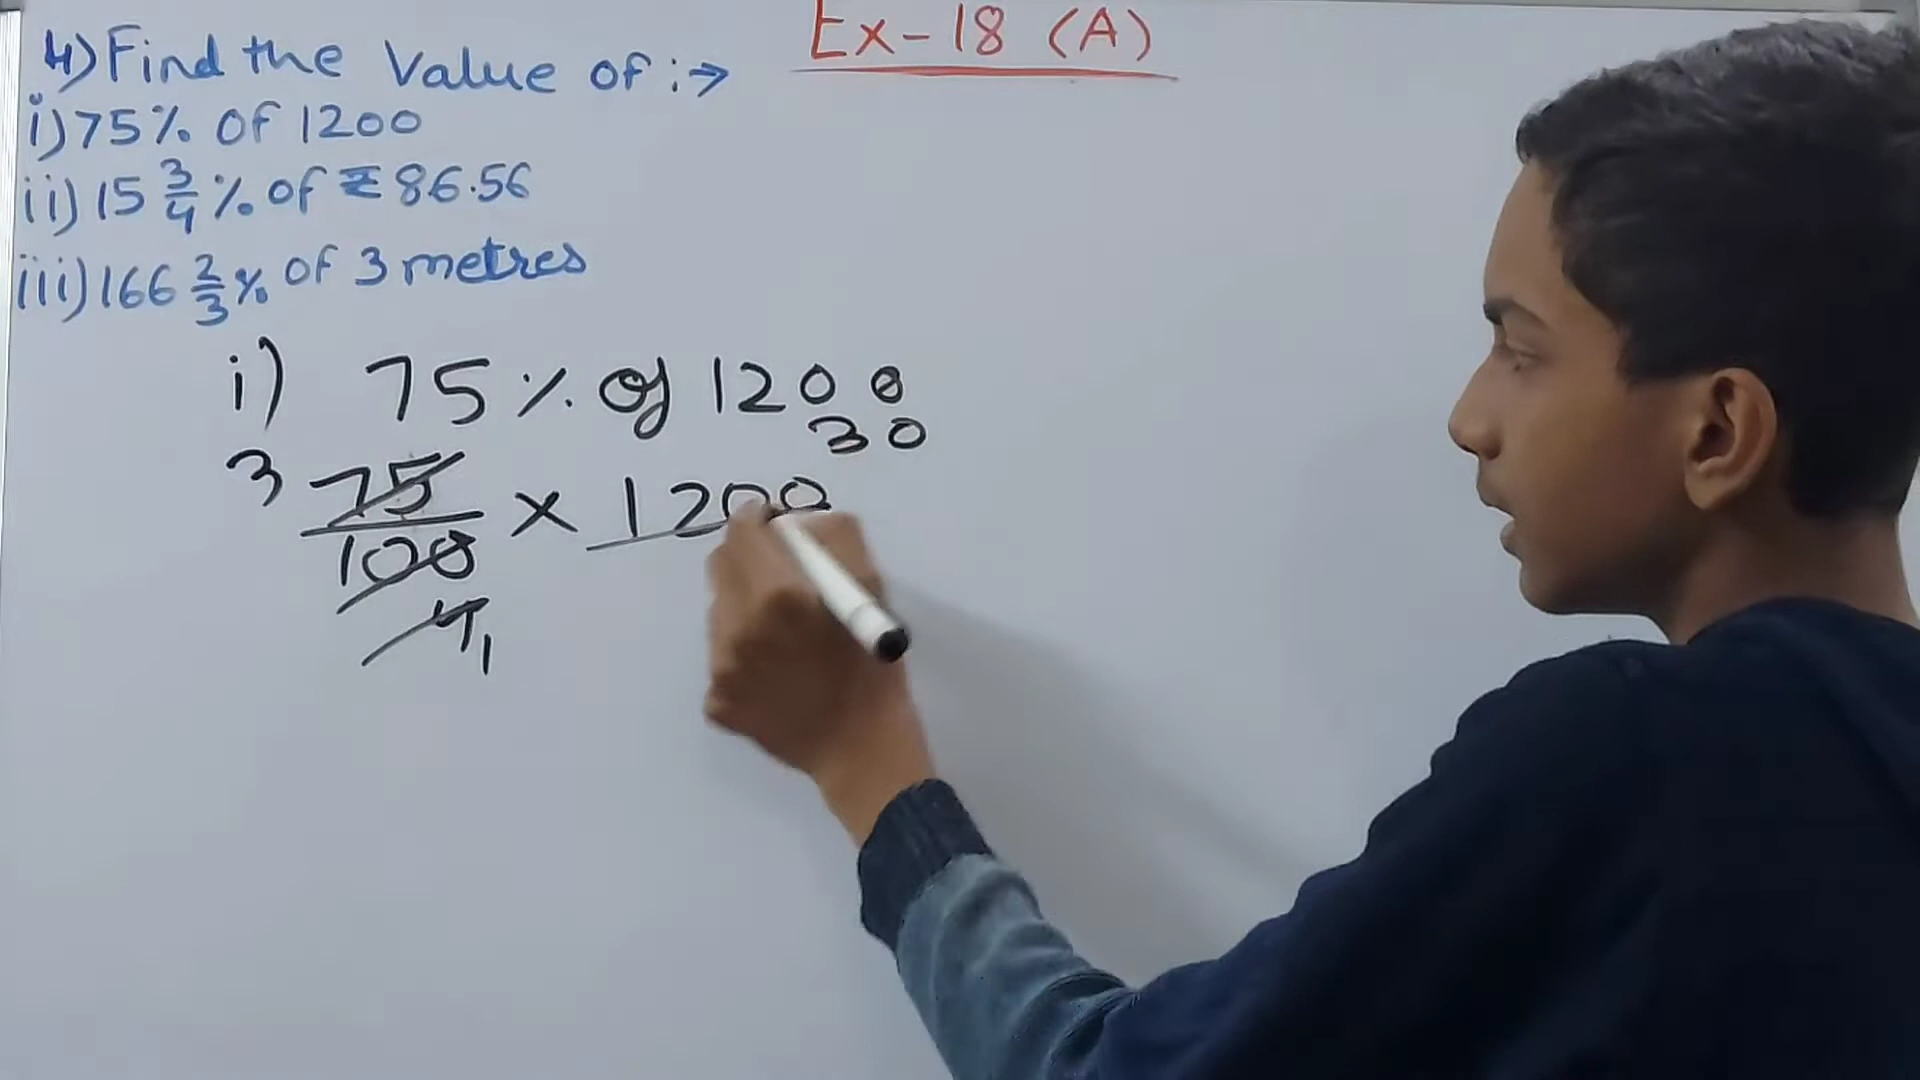 Ex-18 (A)
4) Find the Value of :→
i) 75% of 1200
ii) 15 3/4 % of ₹ 86.56
iii) 166 2/3 % of 3 metres
i) 75 % of 1200
3 75/100 × 1200 30 0
4 1